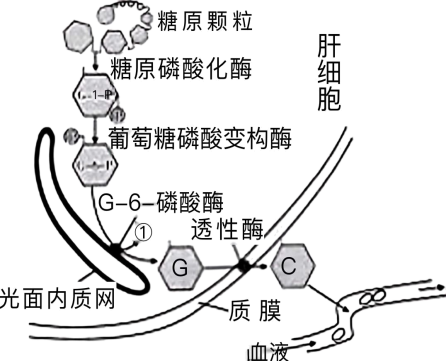 糖原颗粒
肝细胞
糖原磷酸化酶
G-1-P
葡萄糖磷酸变构酶
G-6-磷酸酶
①
透性酶
G
C
光面内质网
质膜
血液